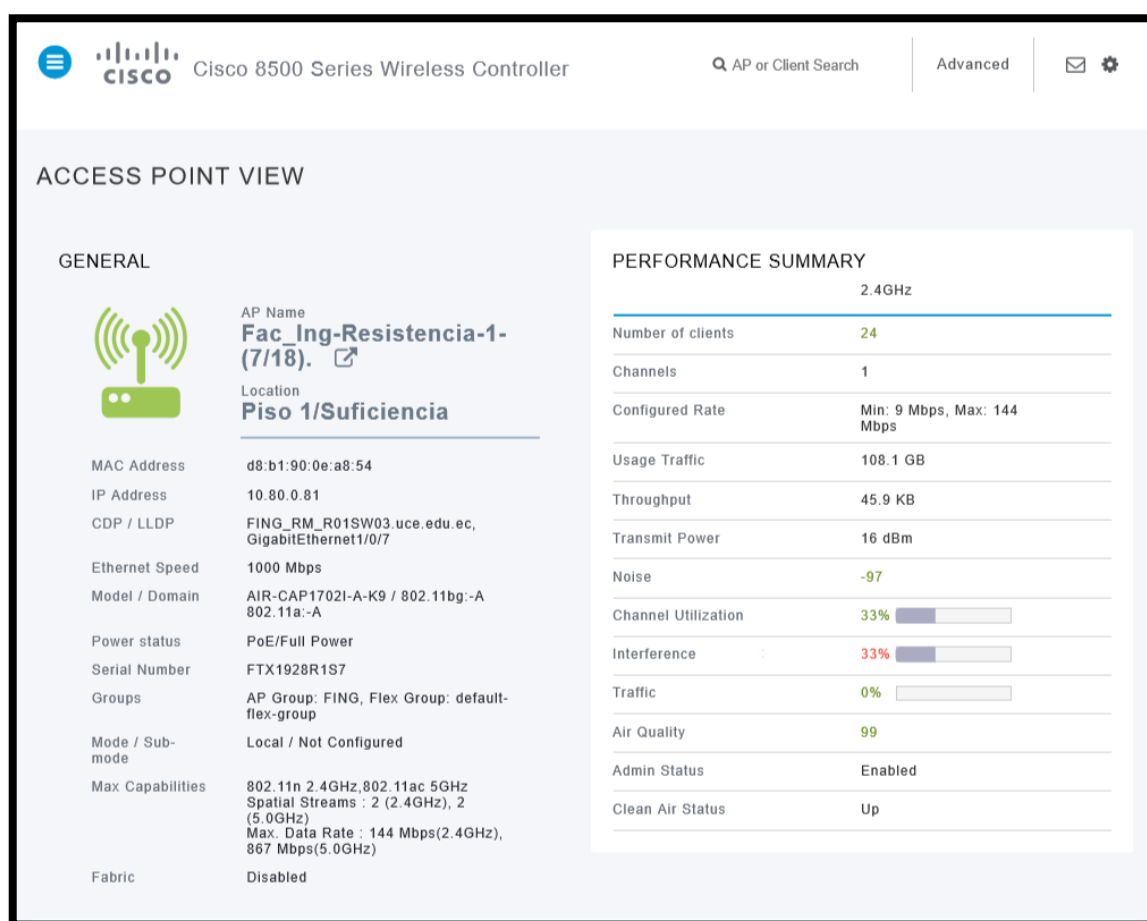 CISCO
Cisco 8500 Series Wireless Controller
AP or Client Search
Advanced
ACCESS POINT VIEW
GENERAL
AP Name
Fac_Ing-Resistencia-1-
(7/18).
Location
Piso 1/Suficiencia
MAC Address d8:b1:90:0e:a8:54
IP Address 10.80.0.81
CDP / LLDP FING_RM_R01SW03.uce.edu.ec,
GigabitEthernet1/0/7
Ethernet Speed 1000 Mbps
Model / Domain AIR-CAP1702I-A-K9 / 802.11bg:-A
802.11a:-A
Power status PoE/Full Power
Serial Number FTX1928R1S7
Groups AP Group: FING, Flex Group: default-
flex-group
Mode / Sub- Local / Not Configured
mode
Max Capabilities 802.11n 2.4GHz,802.11ac 5GHz
Spatial Streams : 2 (2.4GHz), 2
(5.0GHz)
Max. Data Rate : 144 Mbps(2.4GHz),
867 Mbps(5.0GHz)
Fabric Disabled
PERFORMANCE SUMMARY
2.4GHz
Number of clients 24
Channels 1
Configured Rate Min: 9 Mbps, Max: 144
Mbps
Usage Traffic 108.1 GB
Throughput 45.9 KB
Transmit Power 16 dBm
Noise -97
Channel Utilization 33%
Interference 33%
Traffic 0%
Air Quality 99
Admin Status Enabled
Clean Air Status Up